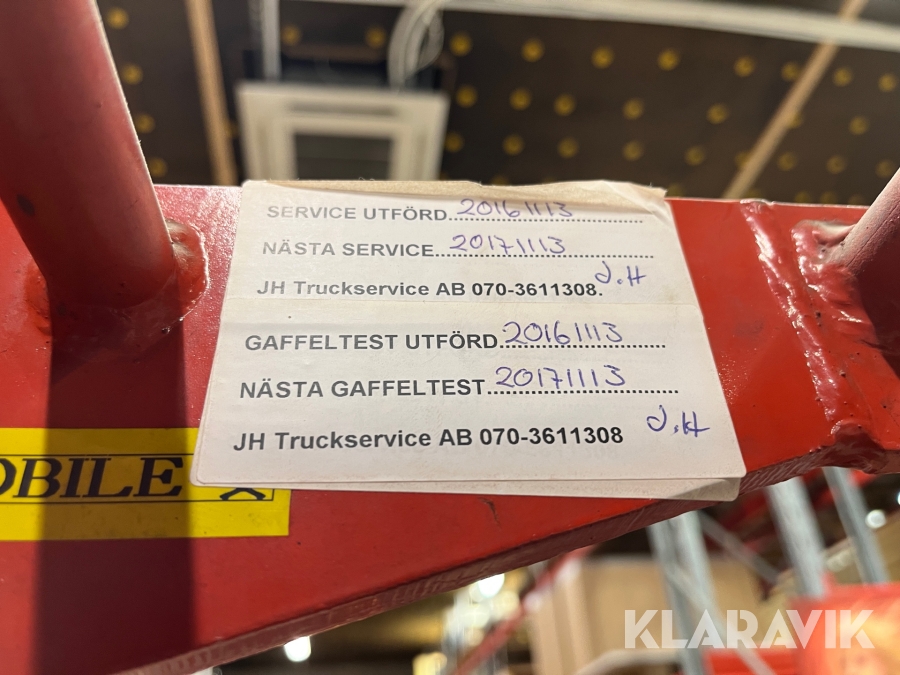 SERVICE UTFÖRD 20161113
NÄSTA SERVICE 20171113
J.H
JH Truckservice AB 070-3611308.
GAFFELTEST UTFÖRD 20161113
NÄSTA GAFFELTEST 20171113
JH Truckservice AB 070-3611308 J.H
OBILE
KLARAVIK